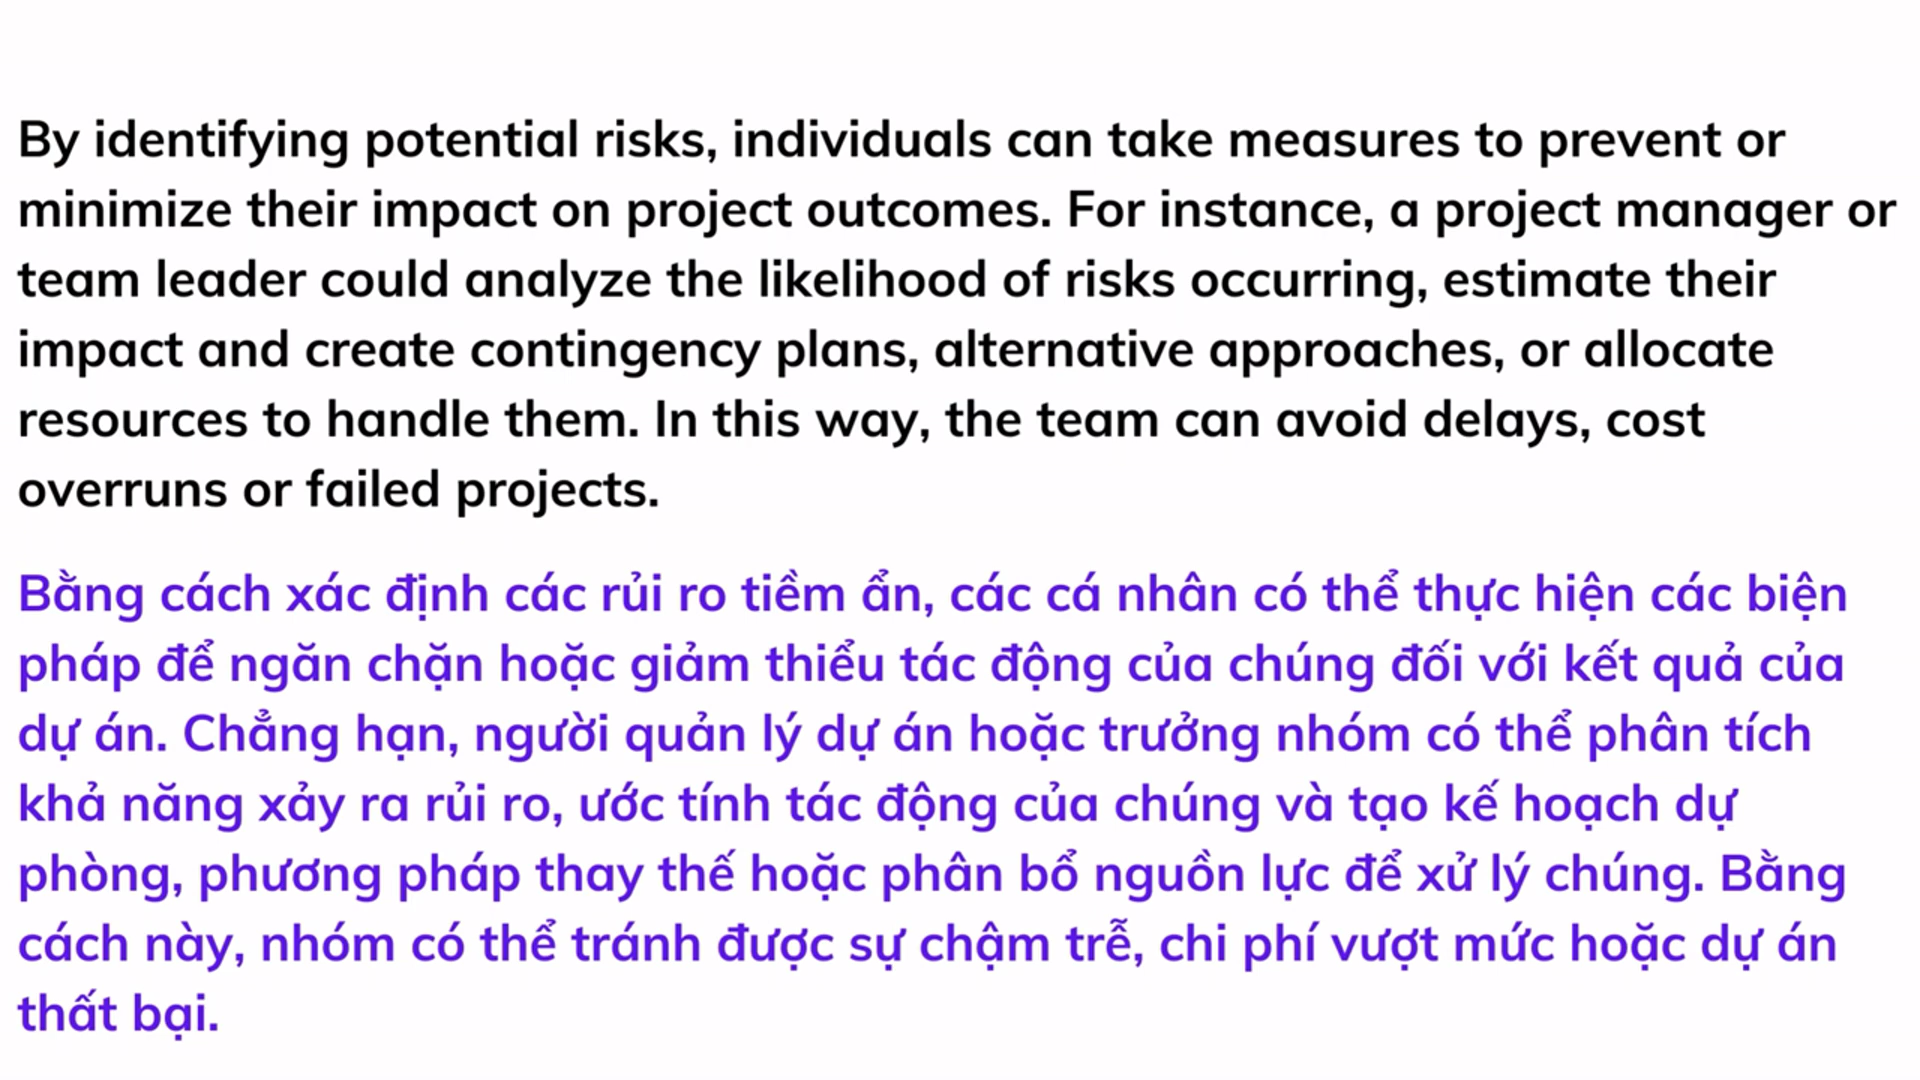 By identifying potential risks, individuals can take measures to prevent or
minimize their impact on project outcomes. For instance, a project manager or
team leader could analyze the likelihood of risks occurring, estimate their
impact and create contingency plans, alternative approaches, or allocate
resources to handle them. In this way, the team can avoid delays, cost
overruns or failed projects.
Bằng cách xác định các rủi ro tiềm ẩn, các cá nhân có thể thực hiện các biện
pháp để ngăn chặn hoặc giảm thiểu tác động của chúng đối với kết quả của
dự án. Chẳng hạn, người quản lý dự án hoặc trưởng nhóm có thể phân tích
khả năng xảy ra rủi ro, ước tính tác động của chúng và tạo kế hoạch dự
phòng, phương pháp thay thế hoặc phân bổ nguồn lực để xử lý chúng. Bằng
cách này, nhóm có thể tránh được sự chậm trễ, chi phí vượt mức hoặc dự án
thất bại.